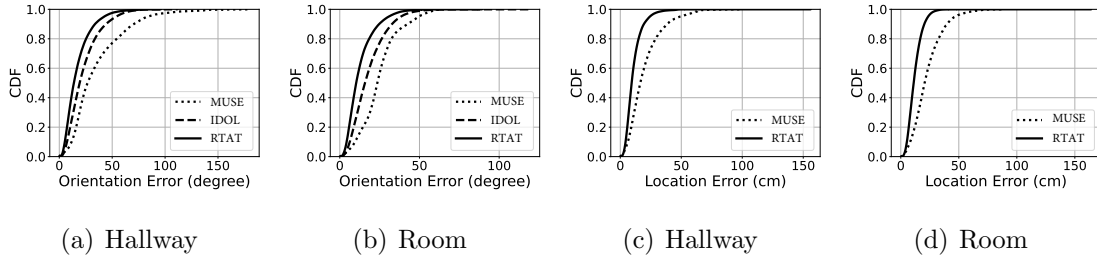 1.0
0.8
0.6
0.4
0.2
0.0
CDF
MUSE
IDOL
RTAT
0 50 100 150
Orientation Error (degree)
(a) Hallway
1.0
0.8
0.6
0.4
0.2
0.0
CDF
MUSE
IDOL
RTAT
0 50 100
Orientation Error (degree)
(b) Room
1.0
0.8
0.6
0.4
0.2
0.0
CDF
MUSE
RTAT
0 50 100 150
Location Error (cm)
(c) Hallway
1.0
0.8
0.6
0.4
0.2
0.0
CDF
MUSE
RTAT
0 50 100 150
Location Error (cm)
(d) Room